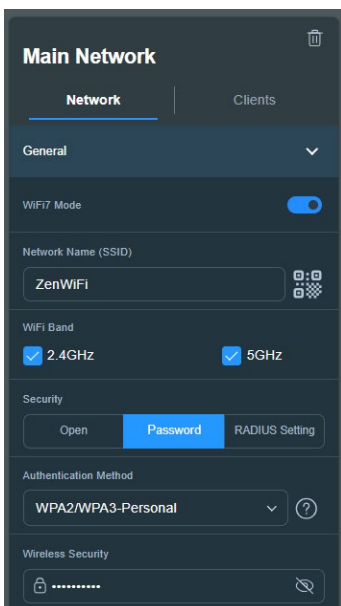 Main Network
Network Clients
General
WiFi7 Mode
Network Name (SSID)
ZenWiFi
WiFi Band
2.4GHz 5GHz
Security
Open Password RADIUS Setting
Authentication Method
WPA2/WPA3-Personal ?
Wireless Security
••••••••••